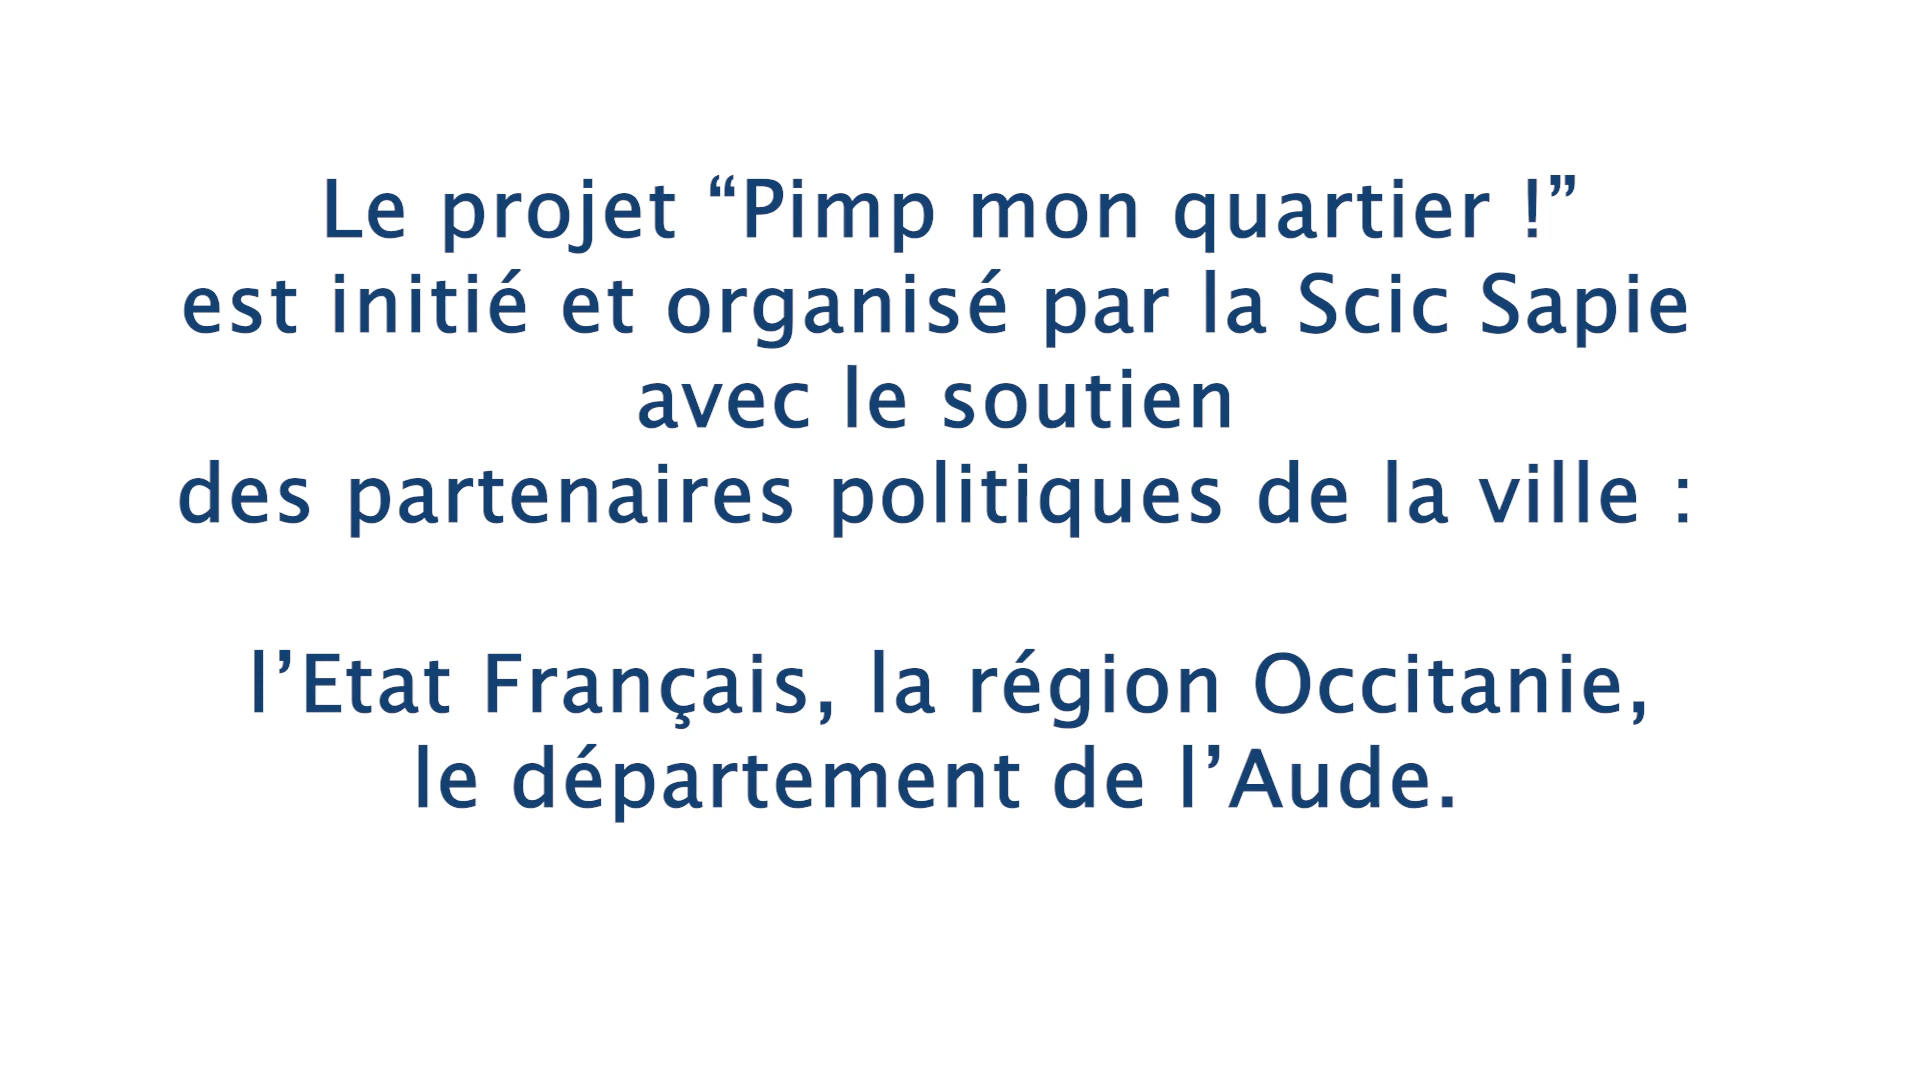 Le projet “Pimp mon quartier !”
est initié et organisé par la Scic Sapie
avec le soutien
des partenaires politiques de la ville :
l’Etat Français, la région Occitanie,
le département de l’Aude.